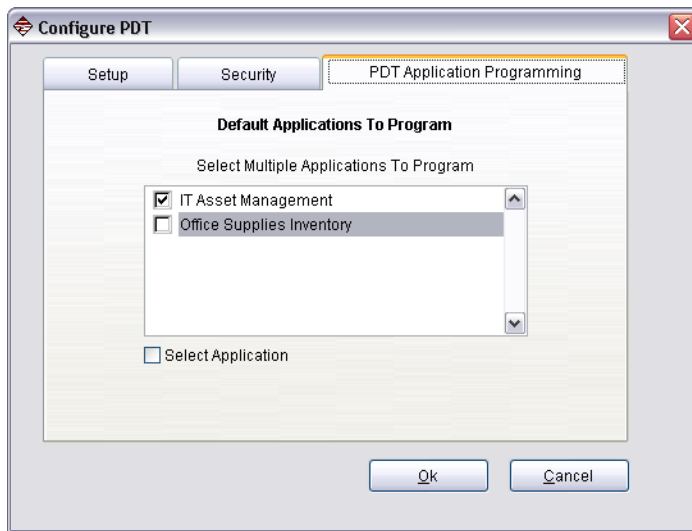 Configure PDT
Setup Security PDT Application Programming
Default Applications To Program
Select Multiple Applications To Program
IT Asset Management
Office Supplies Inventory
Select Application
Ok Cancel